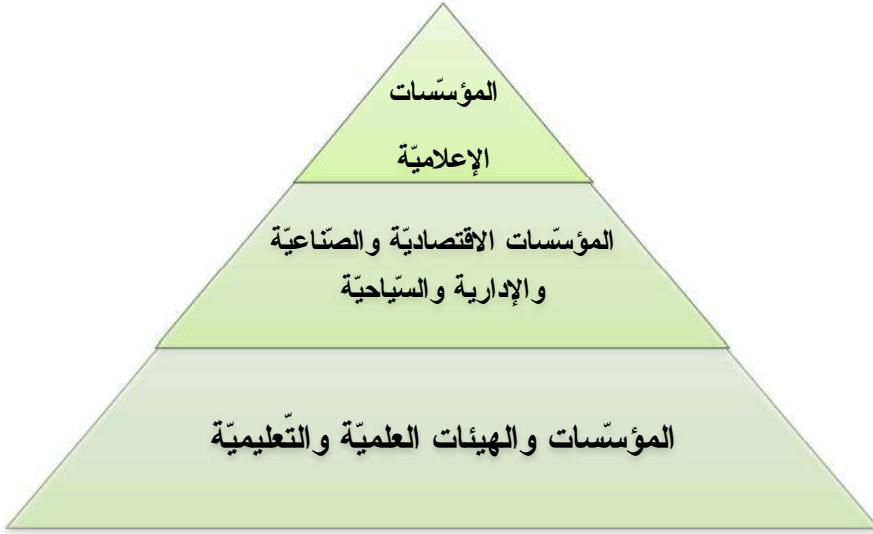 المؤسّسات
الإعلاميّة
المؤسّسات الاقتصاديّة والصّناعيّة
والإدارية والسّياحيّة
المؤسّسات والهيئات العلميّة والتّعليميّة